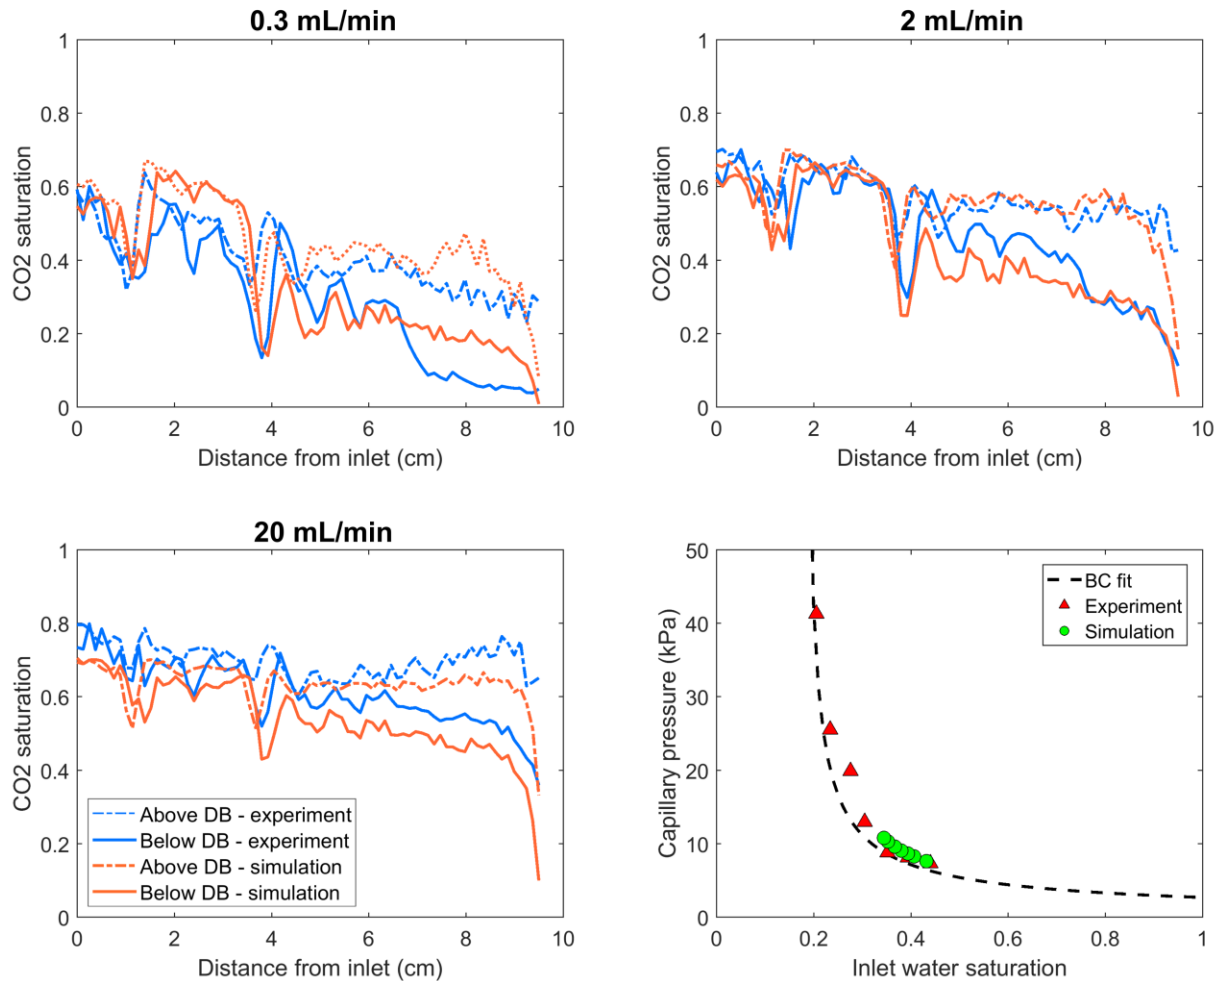 0.3 mL/min
1
0.8
0.6
0.4
0.2
0
CO2 saturation
0 2 4 6 8 10
Distance from inlet (cm)
2 mL/min
1
0.8
0.6
0.4
0.2
0
CO2 saturation
0 2 4 6 8 10
Distance from inlet (cm)
20 mL/min
1
0.8
0.6
0.4
0.2
0
CO2 saturation
Above DB - experiment
Below DB - experiment
Above DB - simulation
Below DB - simulation
0 2 4 6 8 10
Distance from inlet (cm)
50
40
30
20
10
0
Capillary pressure (kPa)
BC fit
Experiment
Simulation
0 0.2 0.4 0.6 0.8 1
Inlet water saturation